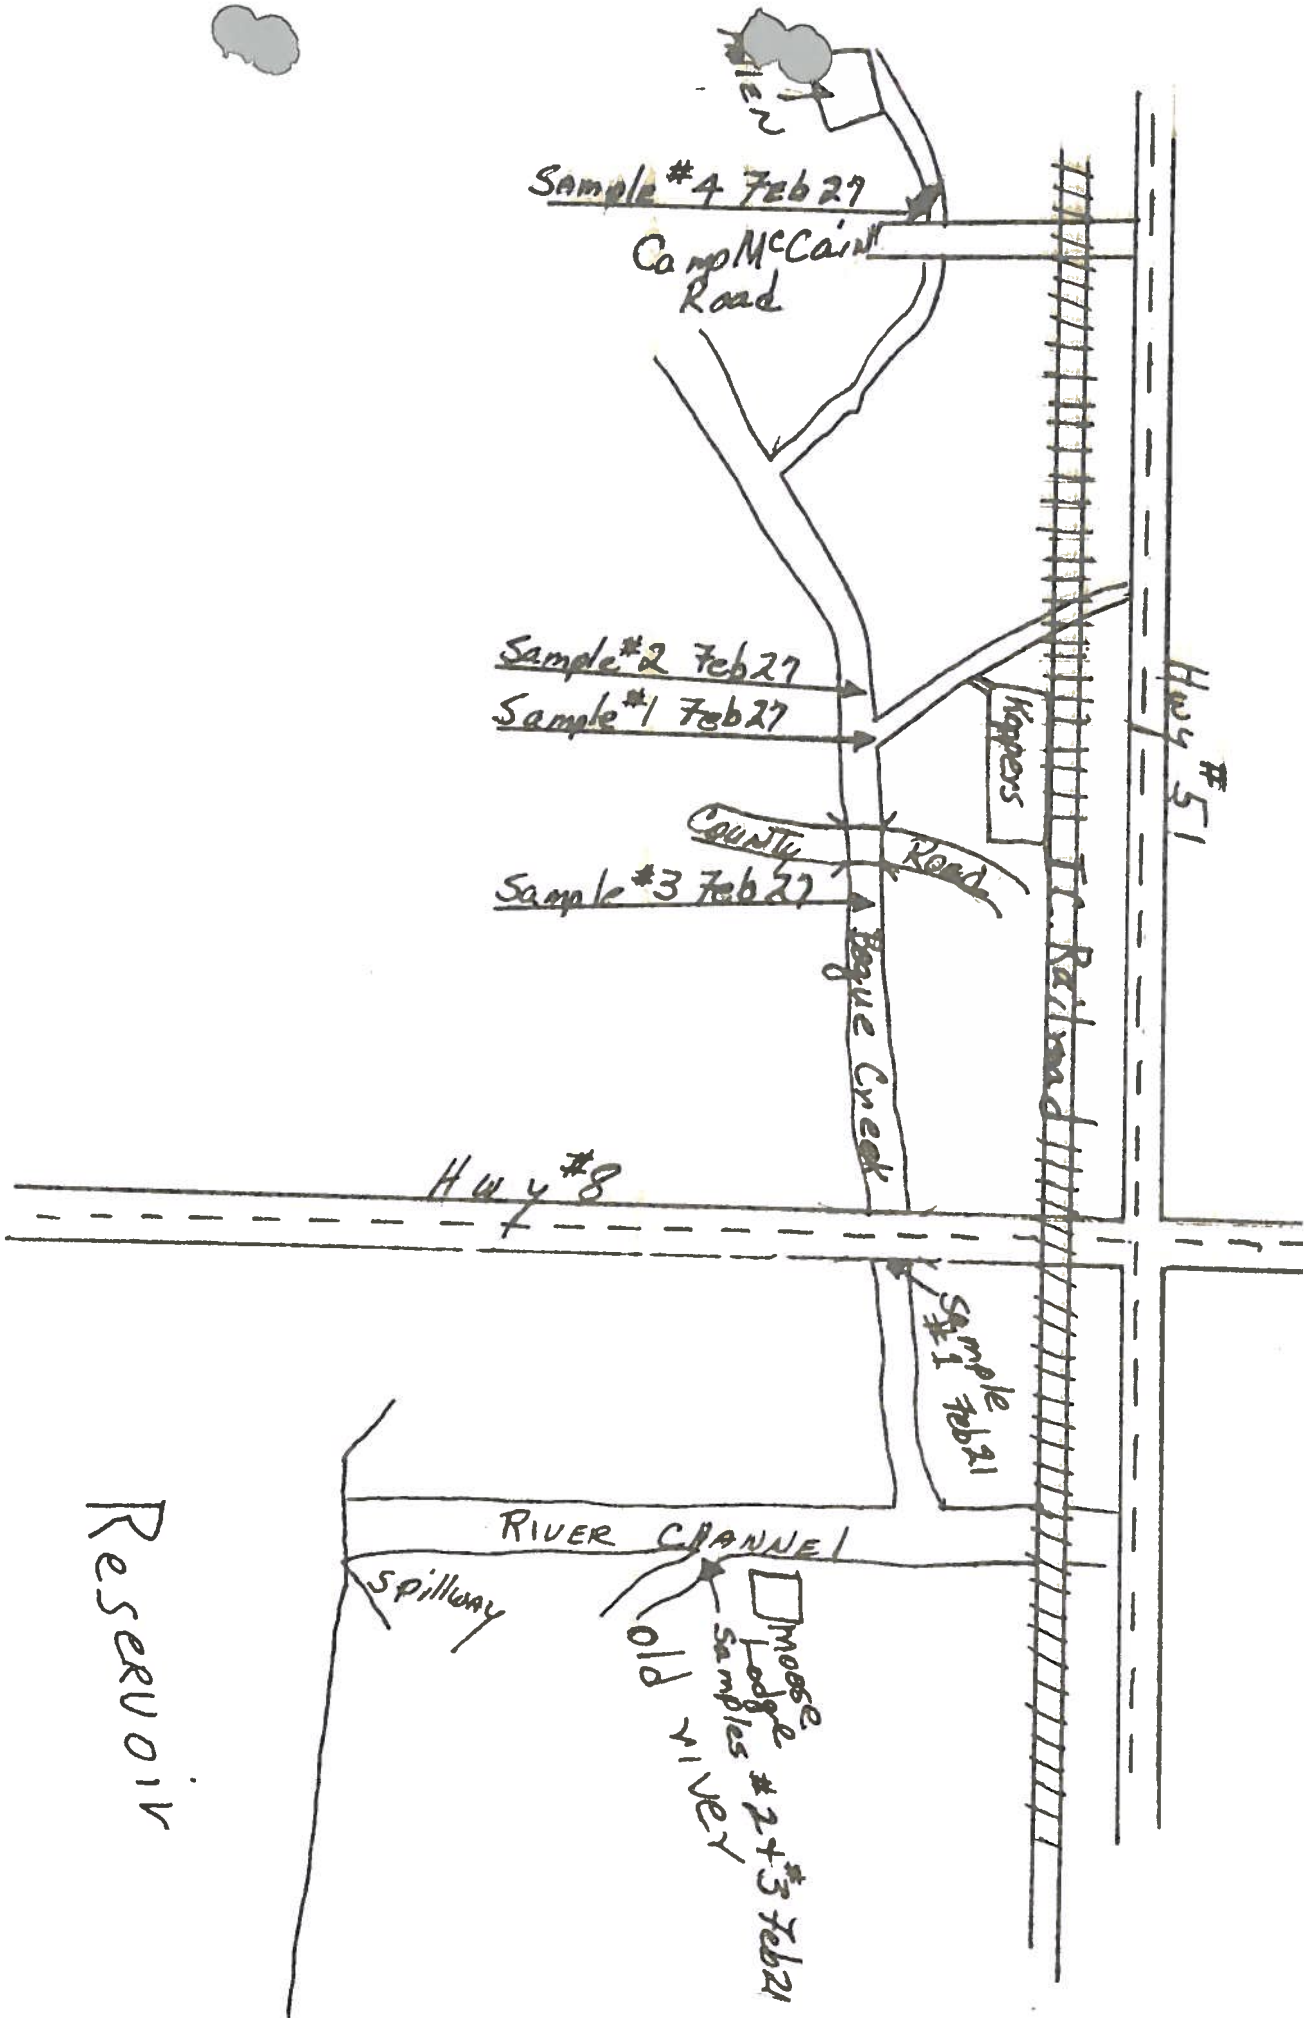 Sample #4 Feb 27
Camp McCain
Road
Sample #2 Feb 27
Sample #1 Feb 27
Koppers
Hwy #51
County Road
Sample #3 Feb 27
I.C. Railroad
Bogue Creek
Hwy #8
Sample
#1 Feb 21
River Channel
Spillway
old river
Moose
Lodge
Samples #2+#3 Feb 21
Reservoir